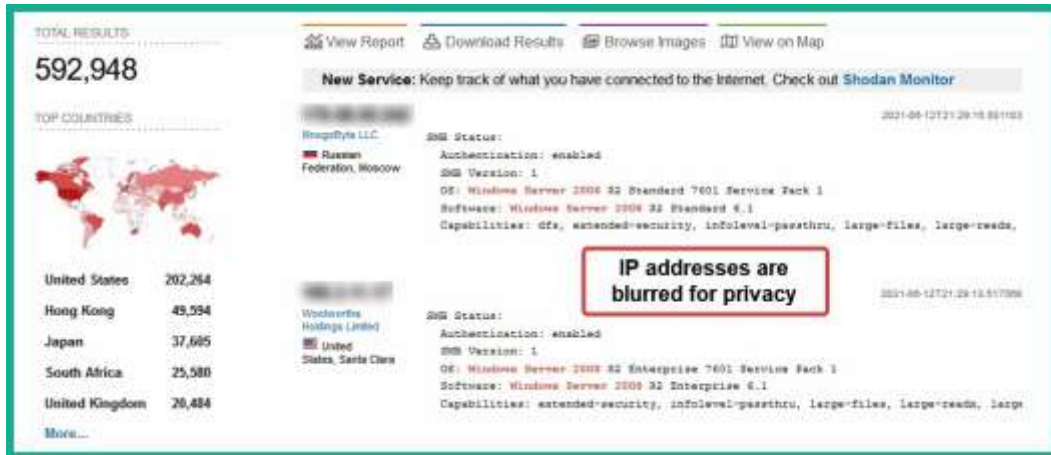 TOTAL RESULTS
592,948
TOP COUNTRIES
United States 202,264
Hong Kong 49,594
Japan 37,605
South Africa 25,580
United Kingdom 20,484
More...
View Report Download Results Browse Images View on Map
New Service: Keep track of what you have connected to the Internet. Check out Shodan Monitor
LLC
Russian
Federation, Moscow
SMB Status:
Authentication: enabled
SMB Version: 1
OS: Windows Server 2008 R2 Standard 7601 Service Pack 1
Software: Windows Server 2008 R2 Standard 6.1
Capabilities: dfs, extended-security, infolevel-passthru, large-files, large-reads,
IP addresses are
blurred for privacy
Woolworths
Holdings Limited
United
States, Santa Clara
SMB Status:
Authentication: enabled
SMB Version: 1
OS: Windows Server 2008 R2 Enterprise 7601 Service Pack 1
Software: Windows Server 2008 R2 Enterprise 6.1
Capabilities: extended-security, infolevel-passthru, large-files, large-reads, large